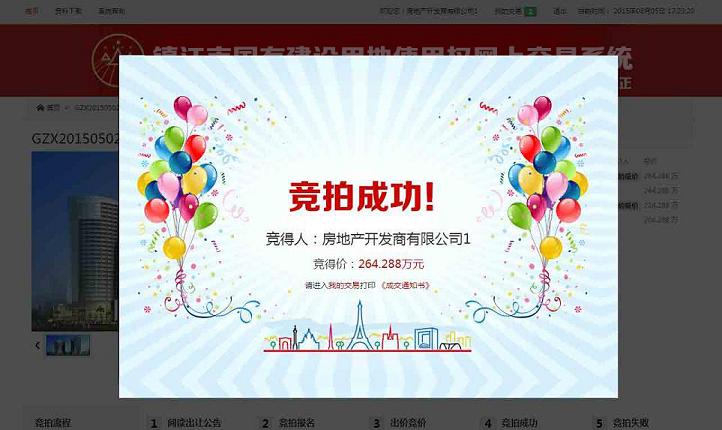 首页 资料下载 系统帮助 欢迎您：房地产开发商有限公司1 我的交易 退出 当前时间：2015年08月05日 17:23:20
镇江市国有建设用地使用权网上交易系统
正
首页 > GZX2015050
GZX20150502
竞拍成功!
竞得人：房地产开发商有限公司1
竞得价：264.288万元
请进入我的交易打印 《成交通知书》
264.288 万
264.288 万
264.288 万
竞拍流程 1 阅读出让公告 2 竞拍报名 3 出价竞价 4 竞拍成功 5 竞拍失败